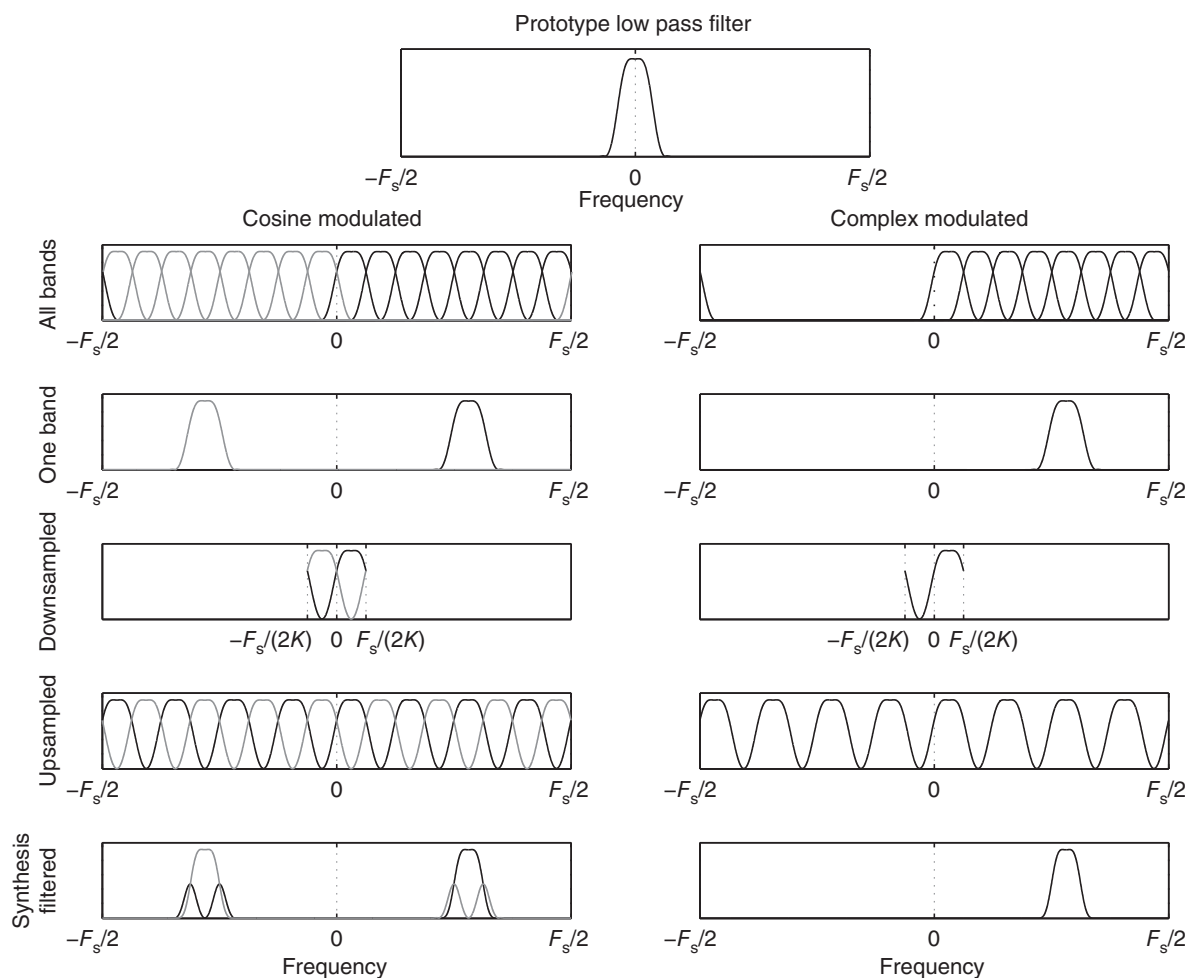 Prototype low pass filter
−Fs/2 0 Fs/2
Frequency
Cosine modulated
Complex modulated
All bands
−Fs/2 0 Fs/2
−Fs/2 0 Fs/2
One band
−Fs/2 0 Fs/2
−Fs/2 0 Fs/2
Downsampled
−Fs/(2K) 0 Fs/(2K)
−Fs/(2K) 0 Fs/(2K)
Upsampled
−Fs/2 0 Fs/2
−Fs/2 0 Fs/2
Synthesis
filtered
−Fs/2 0 Fs/2
−Fs/2 0 Fs/2
Frequency
Frequency